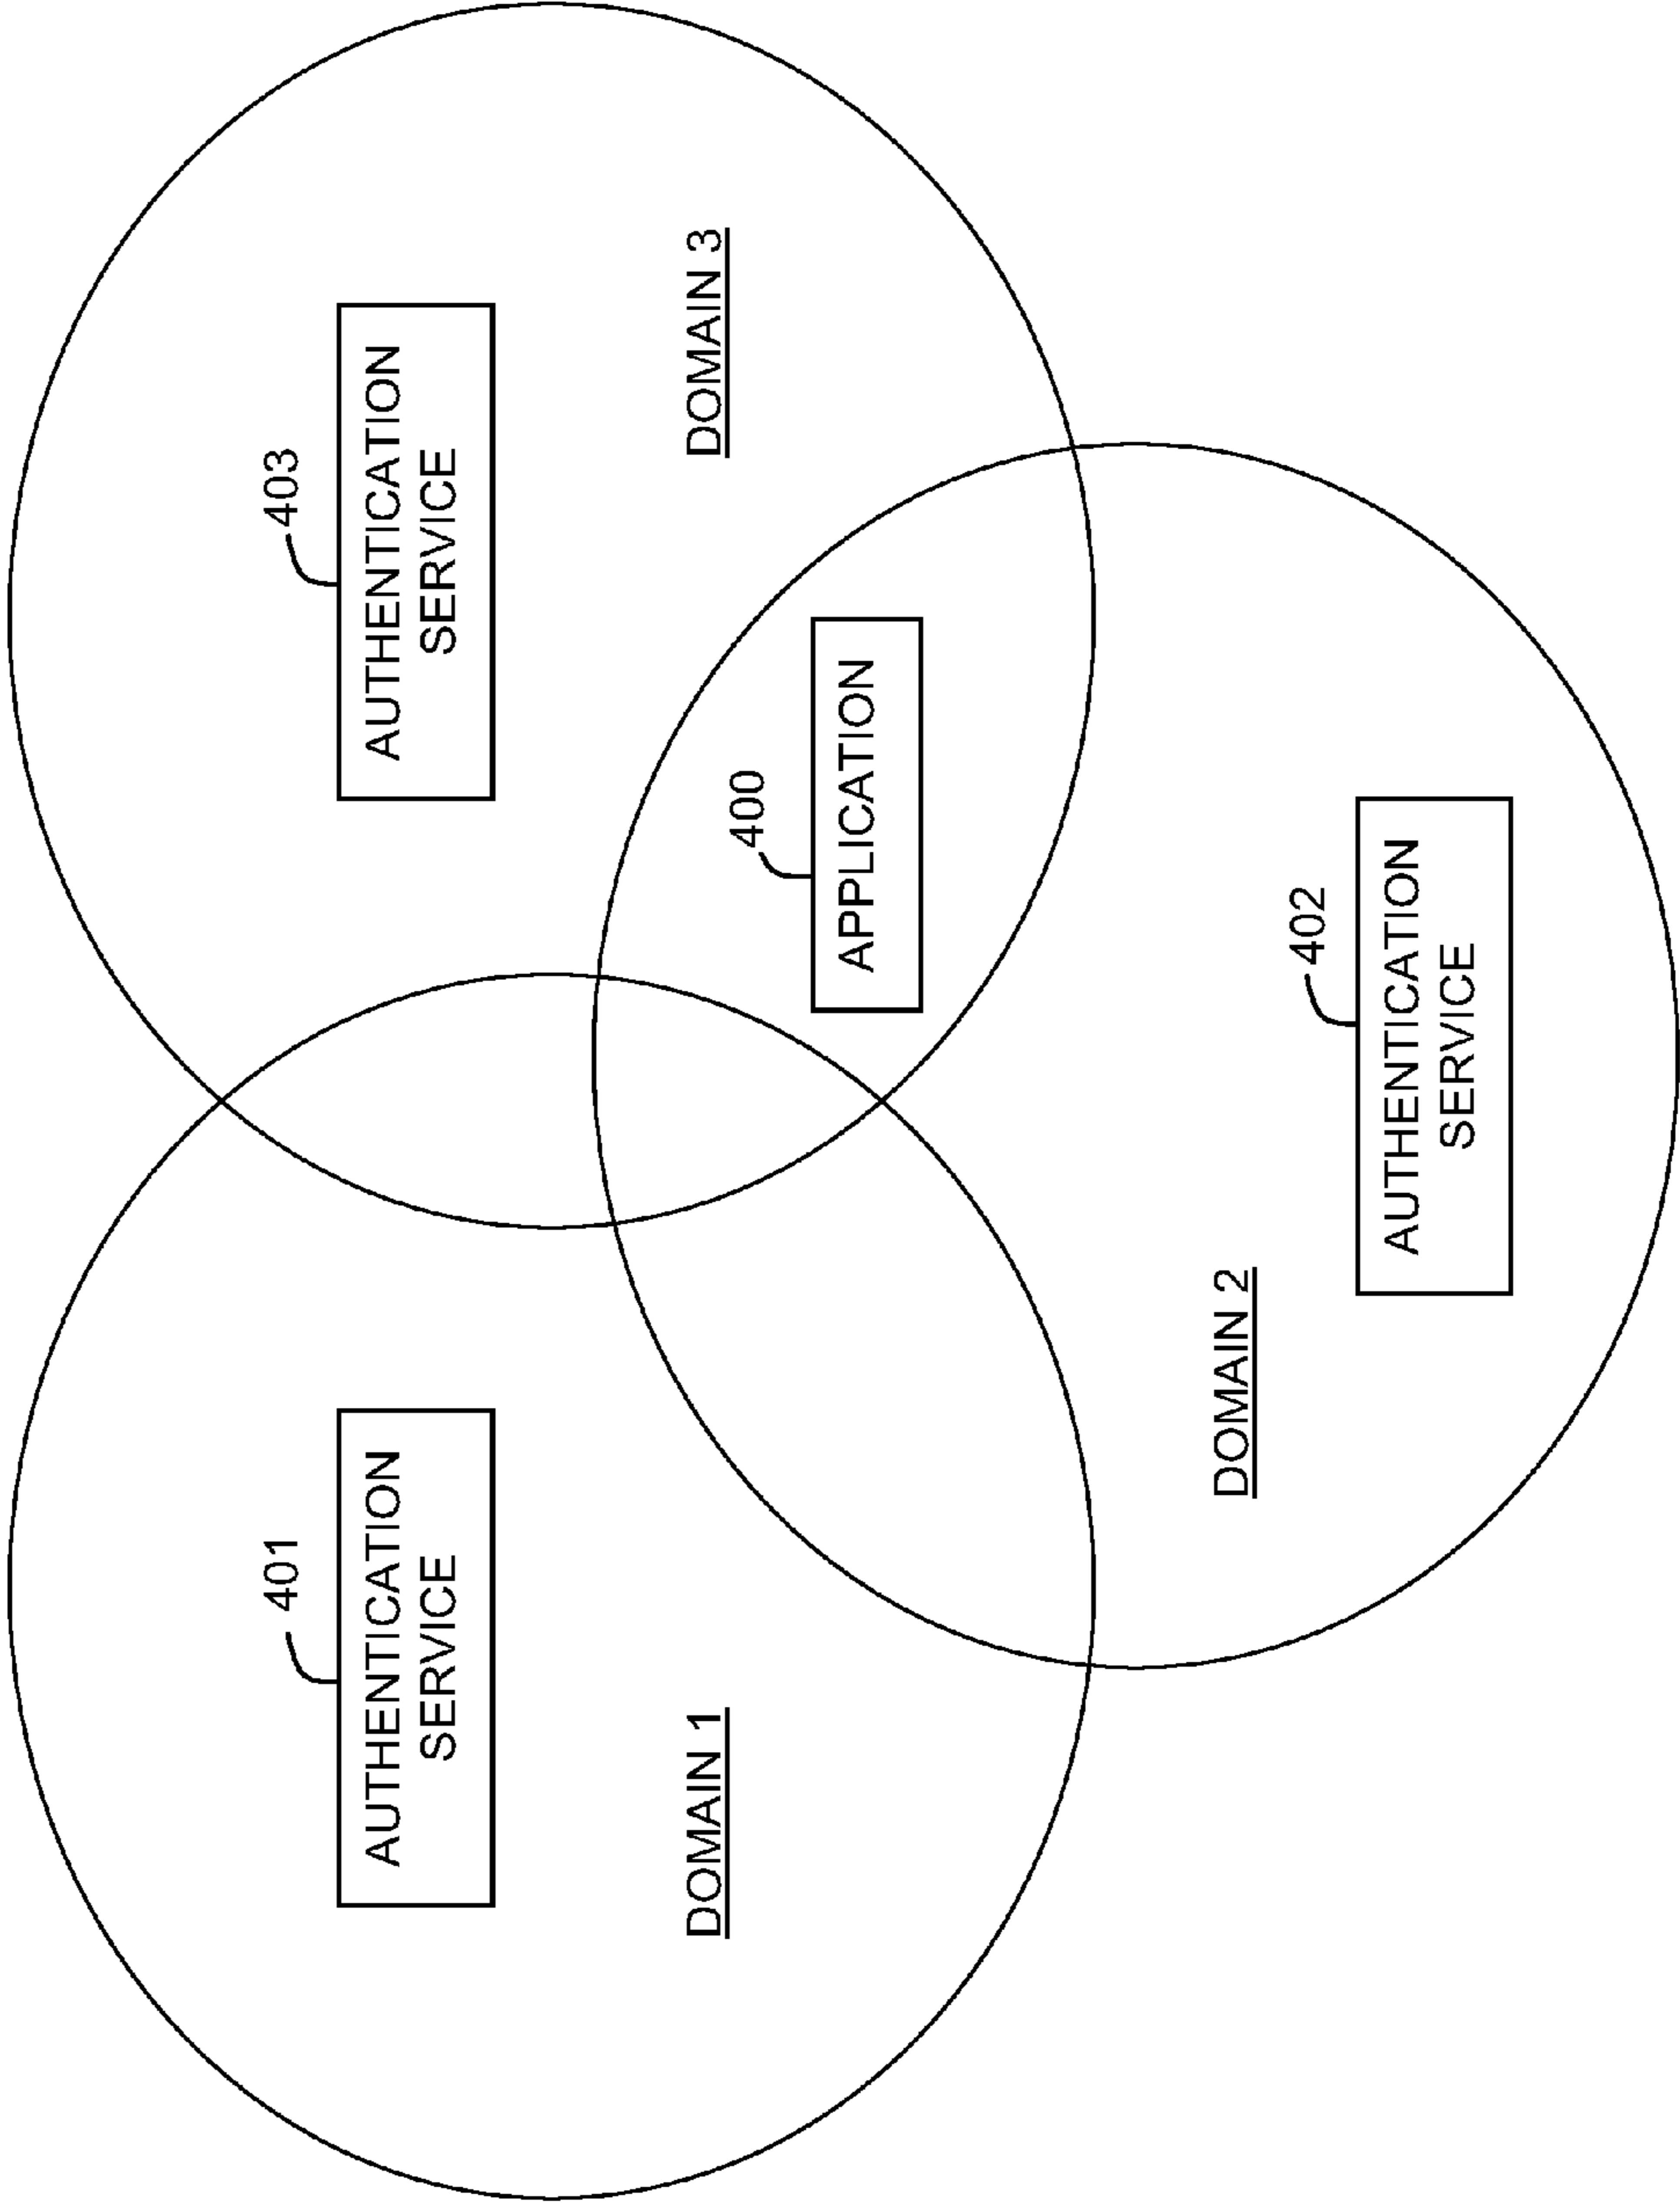 401
AUTHENTICATION
SERVICE
DOMAIN 1
403
AUTHENTICATION
SERVICE
DOMAIN 3
400
APPLICATION
DOMAIN 2
402
AUTHENTICATION
SERVICE